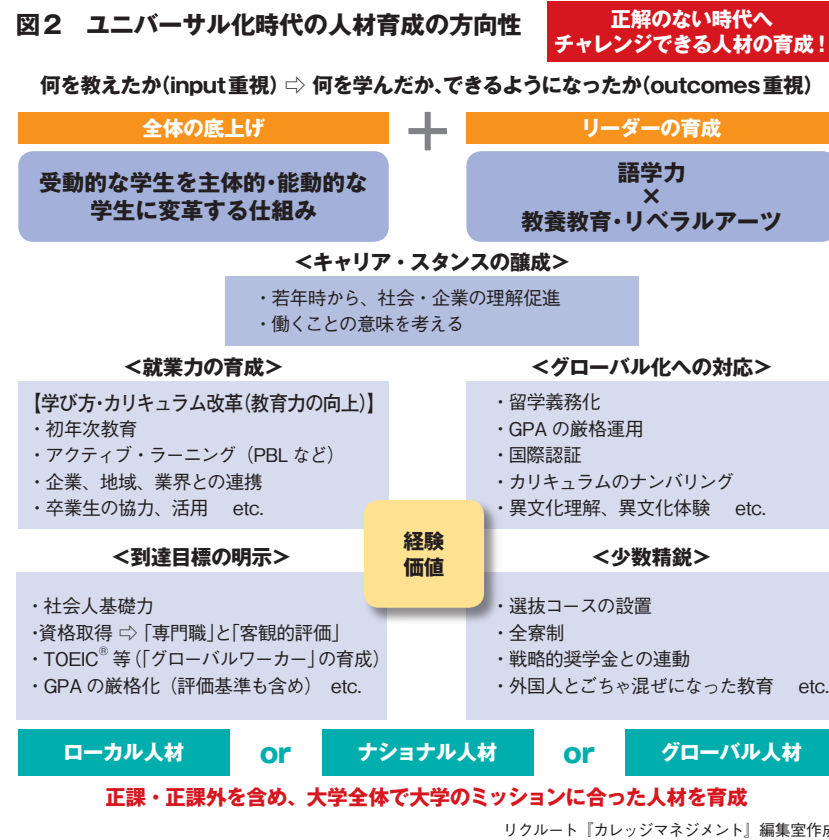 図2 ユニバーサル化時代の人材育成の方向性
正解のない時代へ
チャレンジできる人材の育成！
何を教えたか(input重視) ⇨ 何を学んだか、できるようになったか(outcomes重視)
全体の底上げ
＋
リーダーの育成
受動的な学生を主体的・能動的な
学生に変革する仕組み
語学力
×
教養教育・リベラルアーツ
＜キャリア・スタンスの醸成＞
・若年時から、社会・企業の理解促進
・働くことの意味を考える
＜就業力の育成＞
【学び方・カリキュラム改革(教育力の向上)】
・初年次教育
・アクティブ・ラーニング（PBL など）
・企業、地域、業界との連携
・卒業生の協力、活用 etc.
＜グローバル化への対応＞
・留学義務化
・GPA の厳格運用
・国際認証
・カリキュラムのナンバリング
・異文化理解、異文化体験 etc.
経験
価値
＜到達目標の明示＞
・社会人基礎力
・資格取得 ⇨「専門職」と「客観的評価」
・TOEIC® 等（「グローバルワーカー」の育成）
・GPA の厳格化（評価基準も含め） etc.
＜少数精鋭＞
・選抜コースの設置
・全寮制
・戦略的奨学金との連動
・外国人とごちゃ混ぜになった教育 etc.
ローカル人材 or ナショナル人材 or グローバル人材
正課・正課外を含め、大学全体で大学のミッションに合った人材を育成
リクルート『カレッジマネジメント』編集室作成